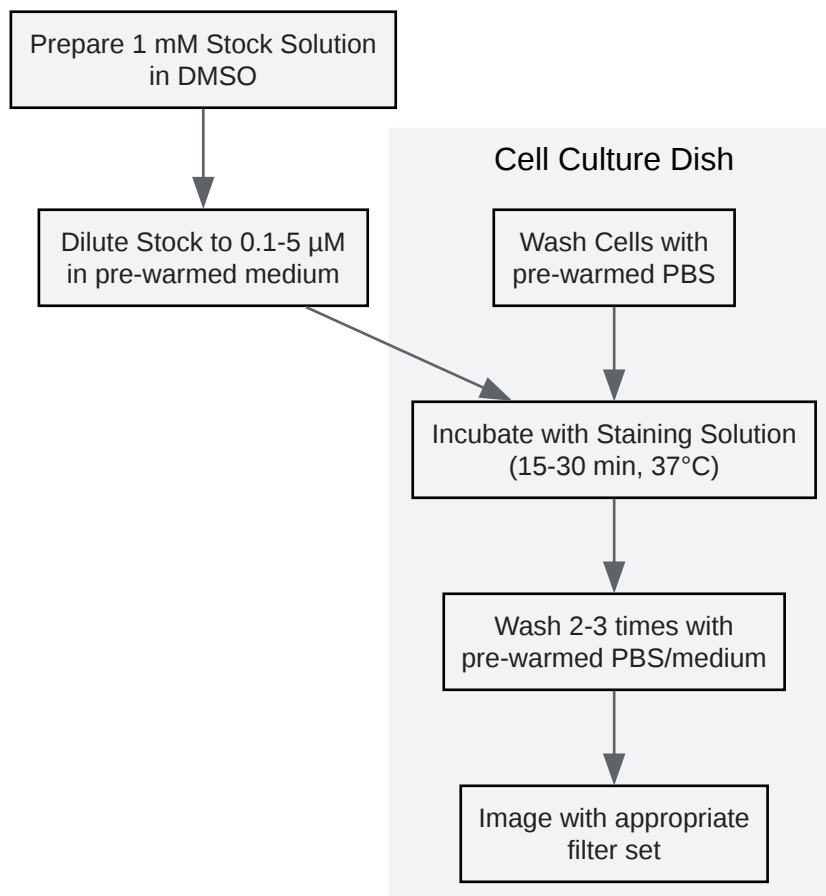 Prepare 1 mM Stock Solution
in DMSO
Cell Culture Dish
Dilute Stock to 0.1-5 µM
in pre-warmed medium
Wash Cells with
pre-warmed PBS
Incubate with Staining Solution
(15-30 min, 37°C)
Wash 2-3 times with
pre-warmed PBS/medium
Image with appropriate
filter set